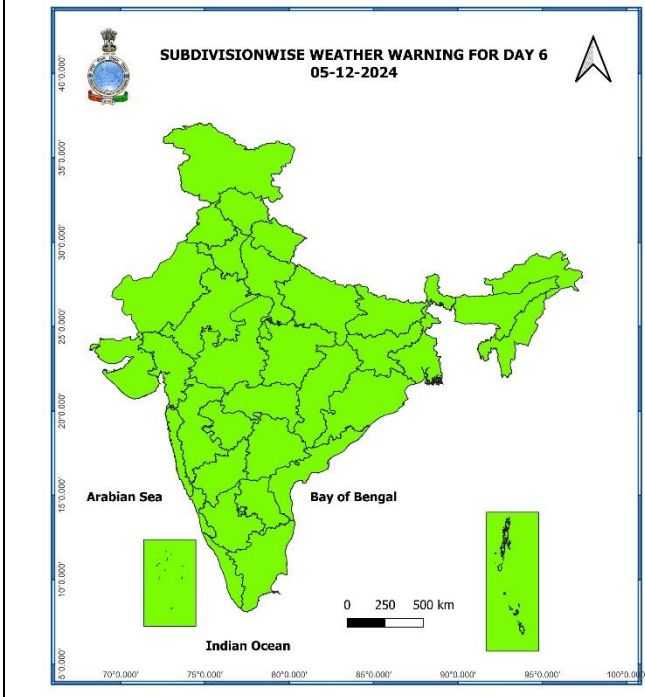 SUBDIVISIONWISE WEATHER WARNING FOR DAY 6
05-12-2024
40°0.000'
35°0.000'
30°0.000'
25°0.000'
20°0.000'
15°0.000'
10°0.000'
5°0.000'
Arabian Sea
Bay of Bengal
0 250 500 km
Indian Ocean
70°0.000' 75°0.000' 80°0.000' 85°0.000' 90°0.000' 95°0.000' 100°0.000'